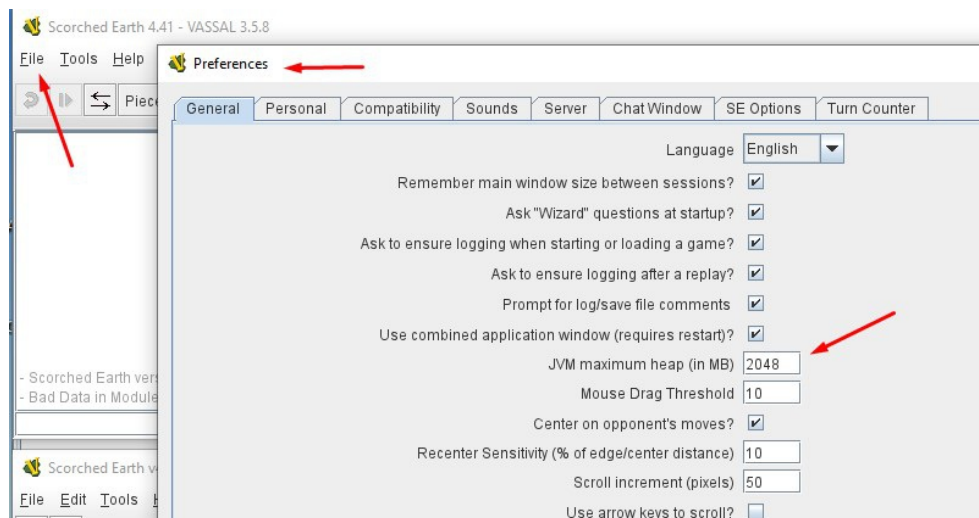 Scorched Earth 4.41 - VASSAL 3.5.8
File Tools Help
Preferences
General Personal Compatibility Sounds Server Chat Window SE Options Turn Counter
Language English
Remember main window size between sessions?
Ask "Wizard" questions at startup?
Ask to ensure logging when starting or loading a game?
Ask to ensure logging after a replay?
Prompt for log/save file comments
Use combined application window (requires restart)?
JVM maximum heap (in MB) 2048
Mouse Drag Threshold 10
Center on opponent's moves?
Recenter Sensitivity (% of edge/center distance) 10
Scroll increment (pixels) 50
Use arrow keys to scroll?
- Scorched Earth
- Bad Data in Module
Scorched Earth
File Edit Tools